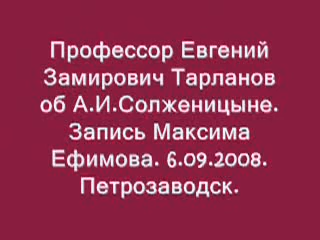 Профессор Евгений
Замирович Тарланов
об А.И.Солженицыне.
Запись Максима
Ефимова. 6.09.2008.
Петрозаводск.